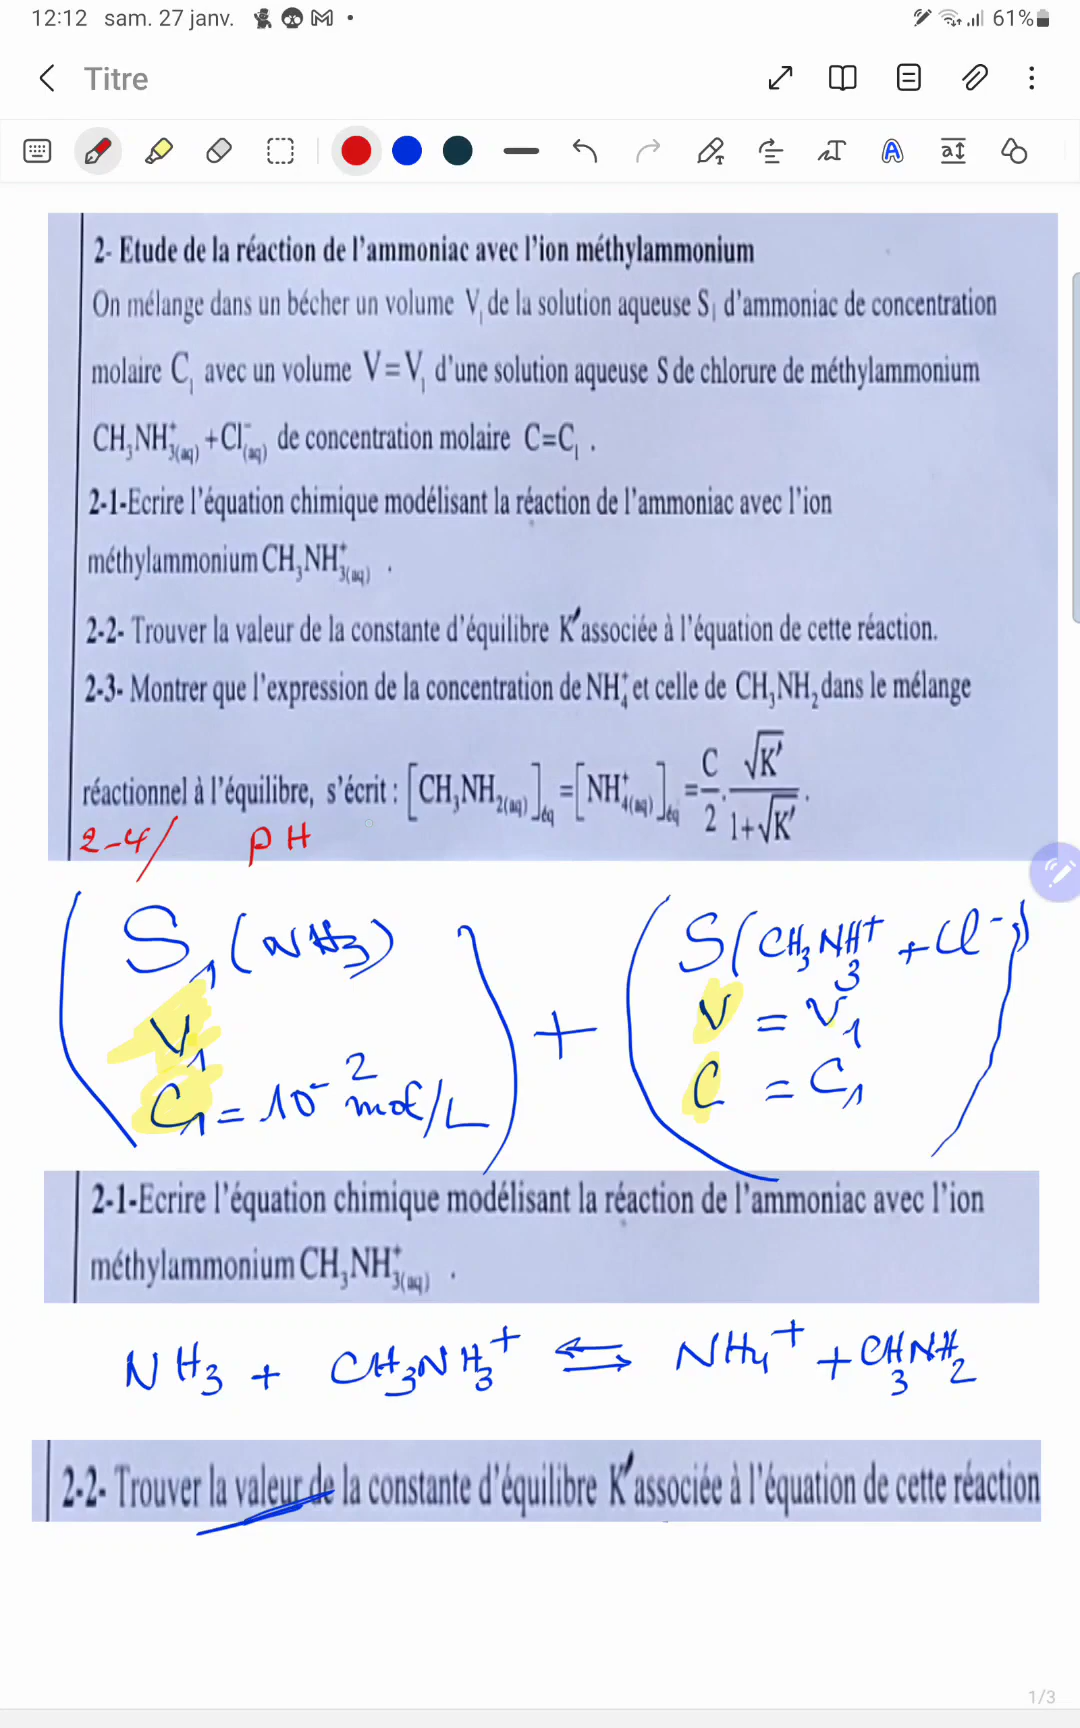 12:12 sam. 27 janv. 61%
Titre
2- Etude de la réaction de l'ammoniac avec l'ion méthylammonium
On mélange dans un bécher un volume V₁ de la solution aqueuse S₁ d'ammoniac de concentration
molaire C₁ avec un volume V=V₁ d'une solution aqueuse S de chlorure de méthylammonium
CH₃NH₃⁺(aq) +Cl⁻(aq) de concentration molaire C=C₁ .
2-1-Ecrire l'équation chimique modélisant la réaction de l'ammoniac avec l'ion
méthylammonium CH₃NH₃⁺(aq) .
2-2- Trouver la valeur de la constante d'équilibre K' associée à l'équation de cette réaction.
2-3- Montrer que l'expression de la concentration de NH₄⁺ et celle de CH₃NH₂ dans le mélange
réactionnel à l'équilibre, s'écrit : [CH₃NH₂(aq)]éq =[NH₄⁺(aq)]éq = C/2 . √K'/1+√K' .
2-4/ pH
(S₁ (NH₃) ) + (S(CH₃NH₃⁺ + Cl⁻))
V₁ V = V₁
C₁ = 10⁻² mol/L C = C₁
2-1-Ecrire l'équation chimique modélisant la réaction de l'ammoniac avec l'ion
méthylammonium CH₃NH₃⁺(aq) .
NH₃ + CH₃NH₃⁺ ⇌ NH₄⁺ + CH₃NH₂
2-2- Trouver la valeur de la constante d'équilibre K' associée à l'équation de cette réaction
1/3